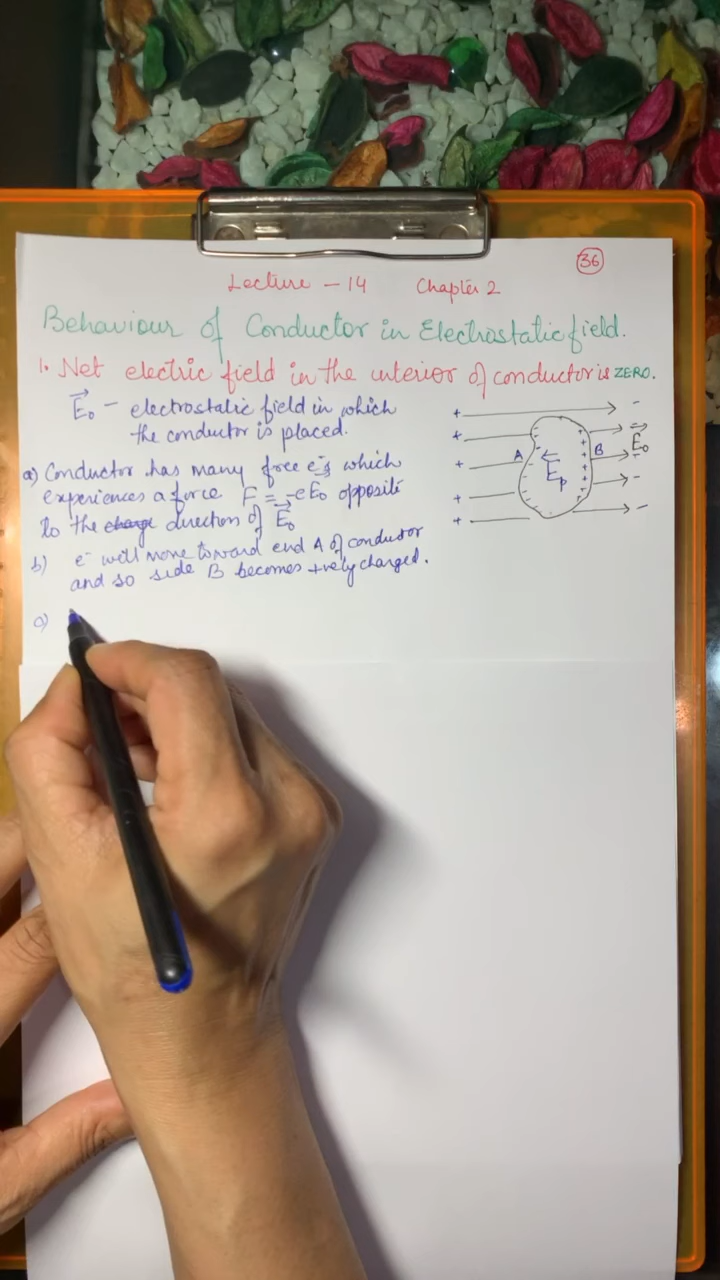 36
Lecture - 14 Chapter 2
Behaviour of Conductor in Electrostatic field.
1. Net electric field in the interior of conductor is ZERO.
E₀ - electrostatic field in which
the conductor is placed.
a) Conductor has many free e⁻s which
experiences a force F = -eE₀ opposite
to the charge direction of E₀
b) e⁻ will move toward end A of conductor
and so side B becomes +vely charged.
c)
+ -
+ - E₀
+ A E_p B -
+ -
+ -